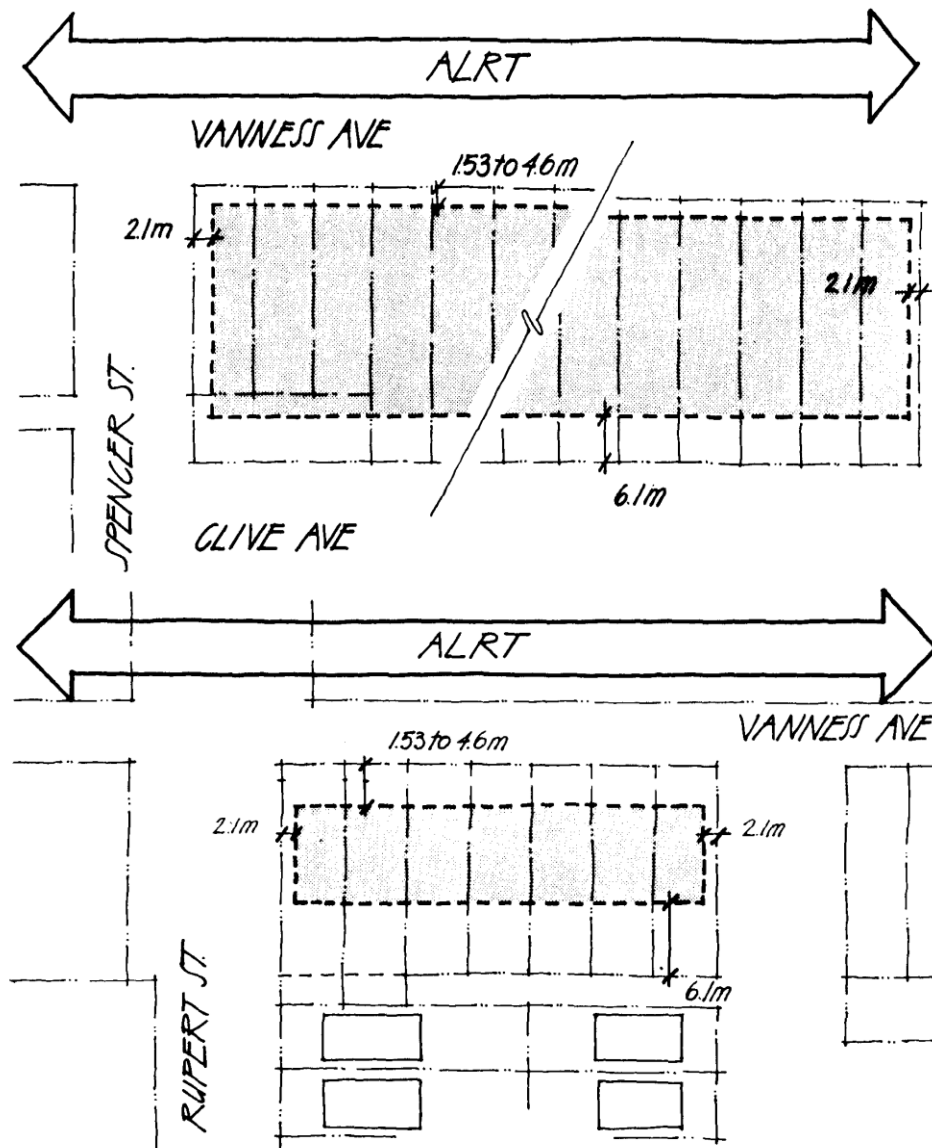 ALRT
VANNESS AVE
1.53 to 4.6m
2.1m
2.1m
6.1m
SPENCER ST.
CLIVE AVE
ALRT
VANNESS AVE
1.53 to 4.6m
2.1m
2.1m
6.1m
RUPERT ST.